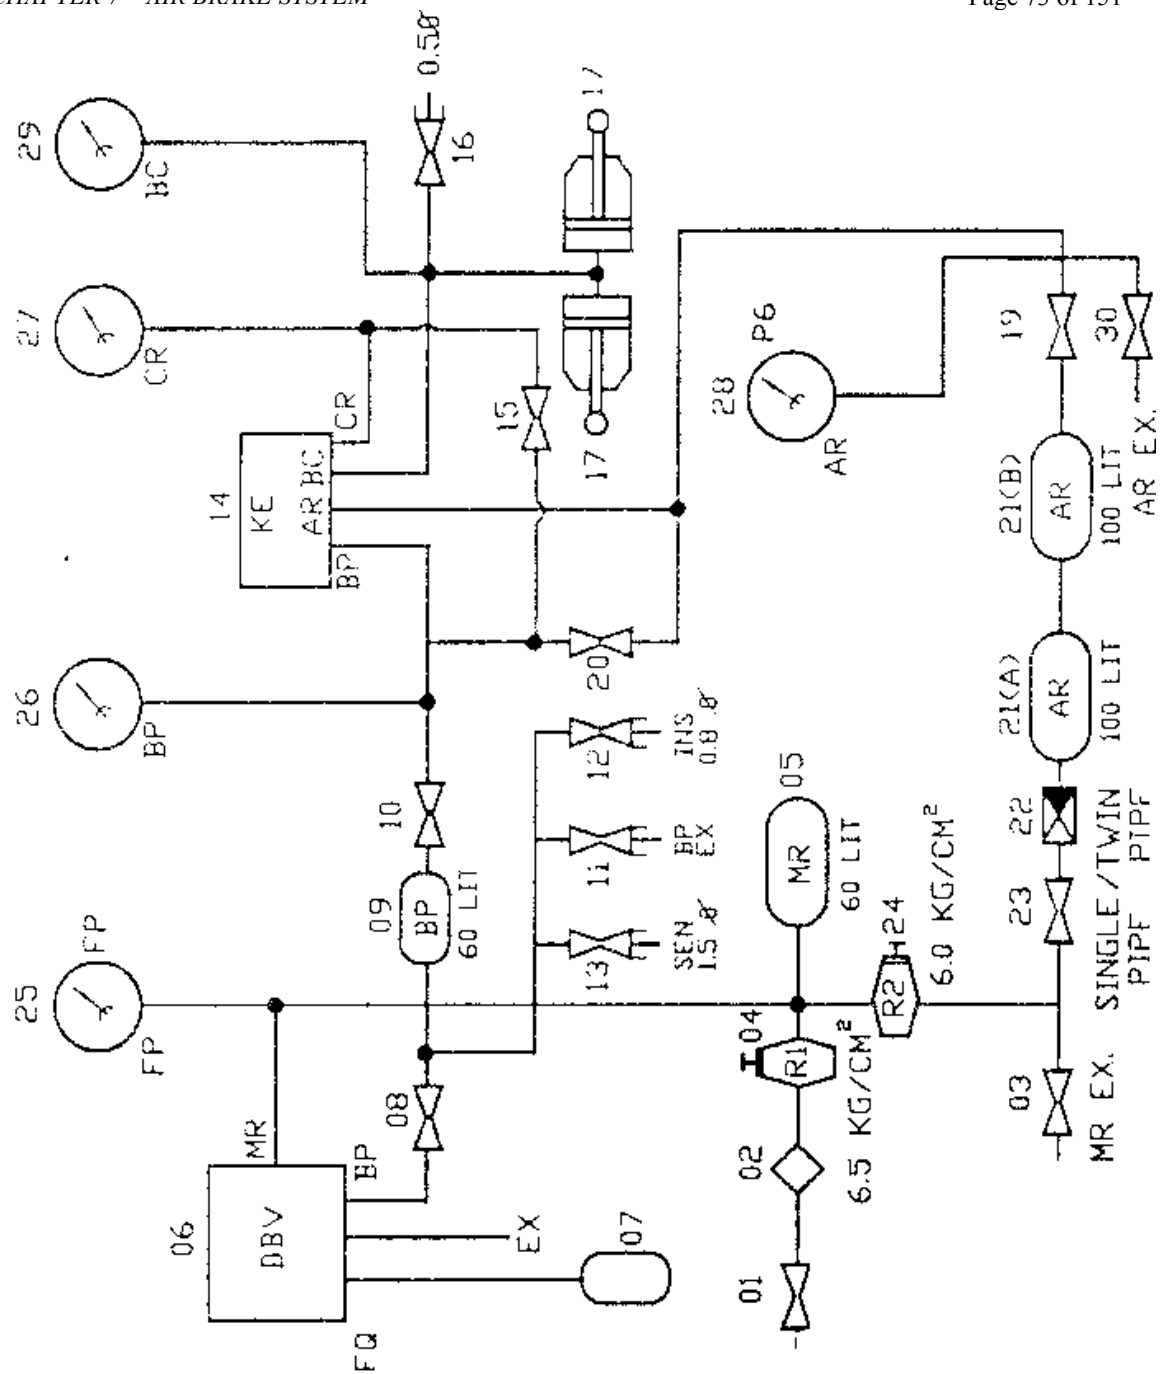 CHAPTER 7 – AIR BRAKE SYSTEM
Page 73 of 151
29
BC
27
CR
26
BP
25
FP
FP
0.5Ø
16
17
17
14
KE
CR
BC
AR
BP
15
20
10
09
BP
60 LIT
08
12
INS
0.8 Ø
11
BP
EX
13
SEN
1.5 Ø
06
DBV
MR
BP
EX
FQ
07
28
P6
AR
19
30
AR EX.
21(B)
AR
100 LIT
21(A)
AR
100 LIT
22
23
SINGLE/TWIN
PIPF PIPF
05
MR
60 LIT
24
R2
6.0 KG/CM²
04
R1
6.5 KG/CM²
02
01
03
MR EX.